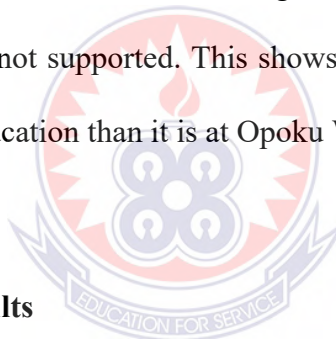 not supported. This shows
cation than it is at Opoku
lts
EDUCATION FOR SERVICE